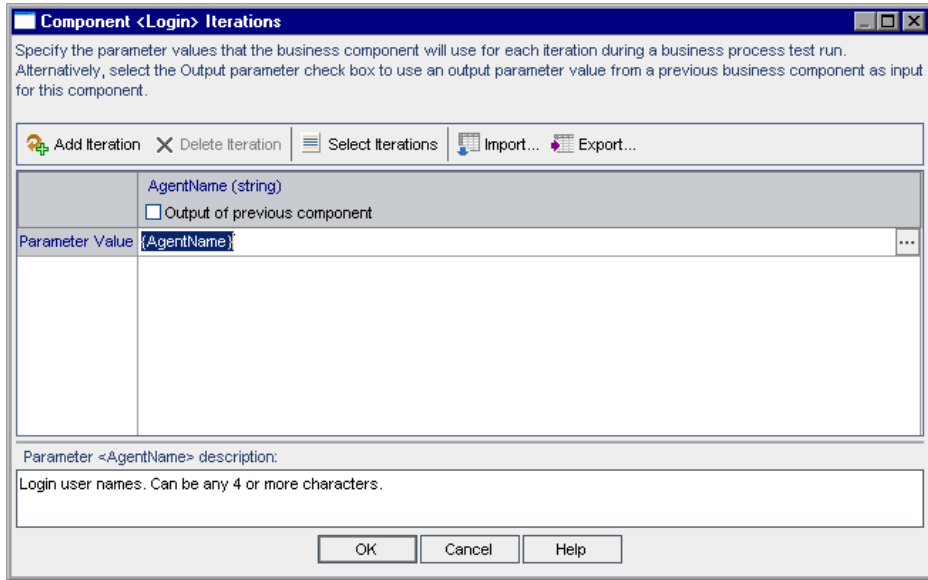 Component <Login> Iterations
Specify the parameter values that the business component will use for each iteration during a business process test run.
Alternatively, select the Output parameter check box to use an output parameter value from a previous business component as input
for this component.
Add Iteration Delete Iteration Select Iterations Import... Export...
AgentName (string)
Output of previous component
Parameter Value {AgentName} ...
Parameter <AgentName> description:
Login user names. Can be any 4 or more characters.
OK Cancel Help